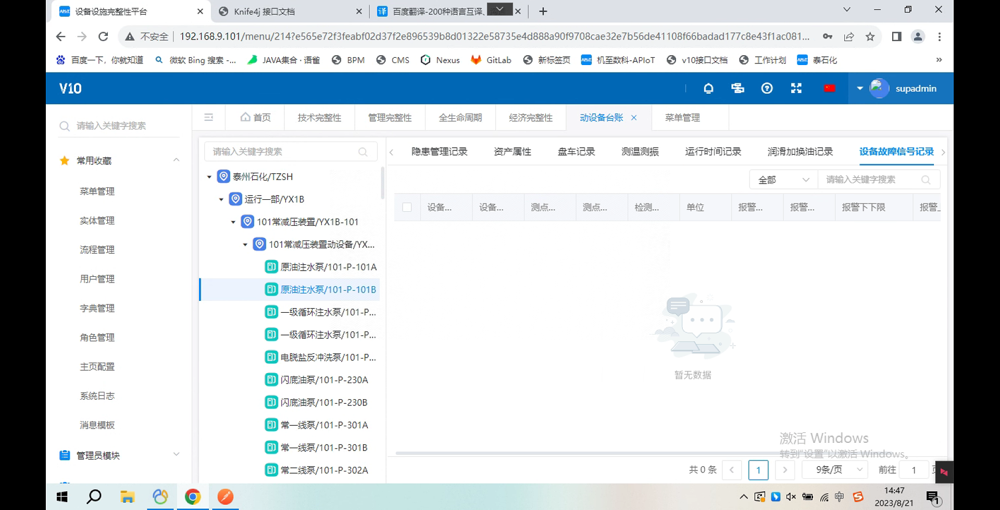 设备设施完整性平台
Knife4j 接口文档
百度翻译-200种语言互译、
不安全
192.168.9.101/menu/214?e565e72f3feabf02d37f2e896539b8d01322e58735e4d888a90f9708cae32e7b56de41108f66badad177c8e43f1ac081...
百度一下，你就知道
微软 Bing 搜索 -...
JAVA集合 · 语雀
BPM
CMS
Nexus
GitLab
新标签页
机至数科-APIoT
v10接口文档
工作计划
泰石化
V10
supadmin
请输入关键字搜索
首页
技术完整性
管理完整性
全生命周期
经济完整性
动设备台账
菜单管理
常用收藏
菜单管理
实体管理
流程管理
用户管理
字典管理
角色管理
主页配置
系统日志
消息模板
管理员模块
请输入关键字搜索
泰州石化/TZSH
运行一部/YX1B
101常减压装置/YX1B-101
101常减压装置动设备/YX...
原油注水泵/101-P-101A
原油注水泵/101-P-101B
一级循环注水泵/101-P...
一级循环注水泵/101-P...
电脱盐反冲洗泵/101-P...
闪底油泵/101-P-230A
闪底油泵/101-P-230B
常一线泵/101-P-301A
常一线泵/101-P-301B
常二线泵/101-P-302A
隐患管理记录
资产属性
盘车记录
测温测振
运行时间记录
润滑加换油记录
设备故障信号记录
全部
请输入关键字搜索
设备...
设备...
测点...
测点...
检测...
单位
报警...
报警...
报警下下限
报警
暂无数据
激活 Windows
转到"设置"以激活 Windows。
共 0 条
1
9条/页
前往
1
中
14:47
2023/8/21
1